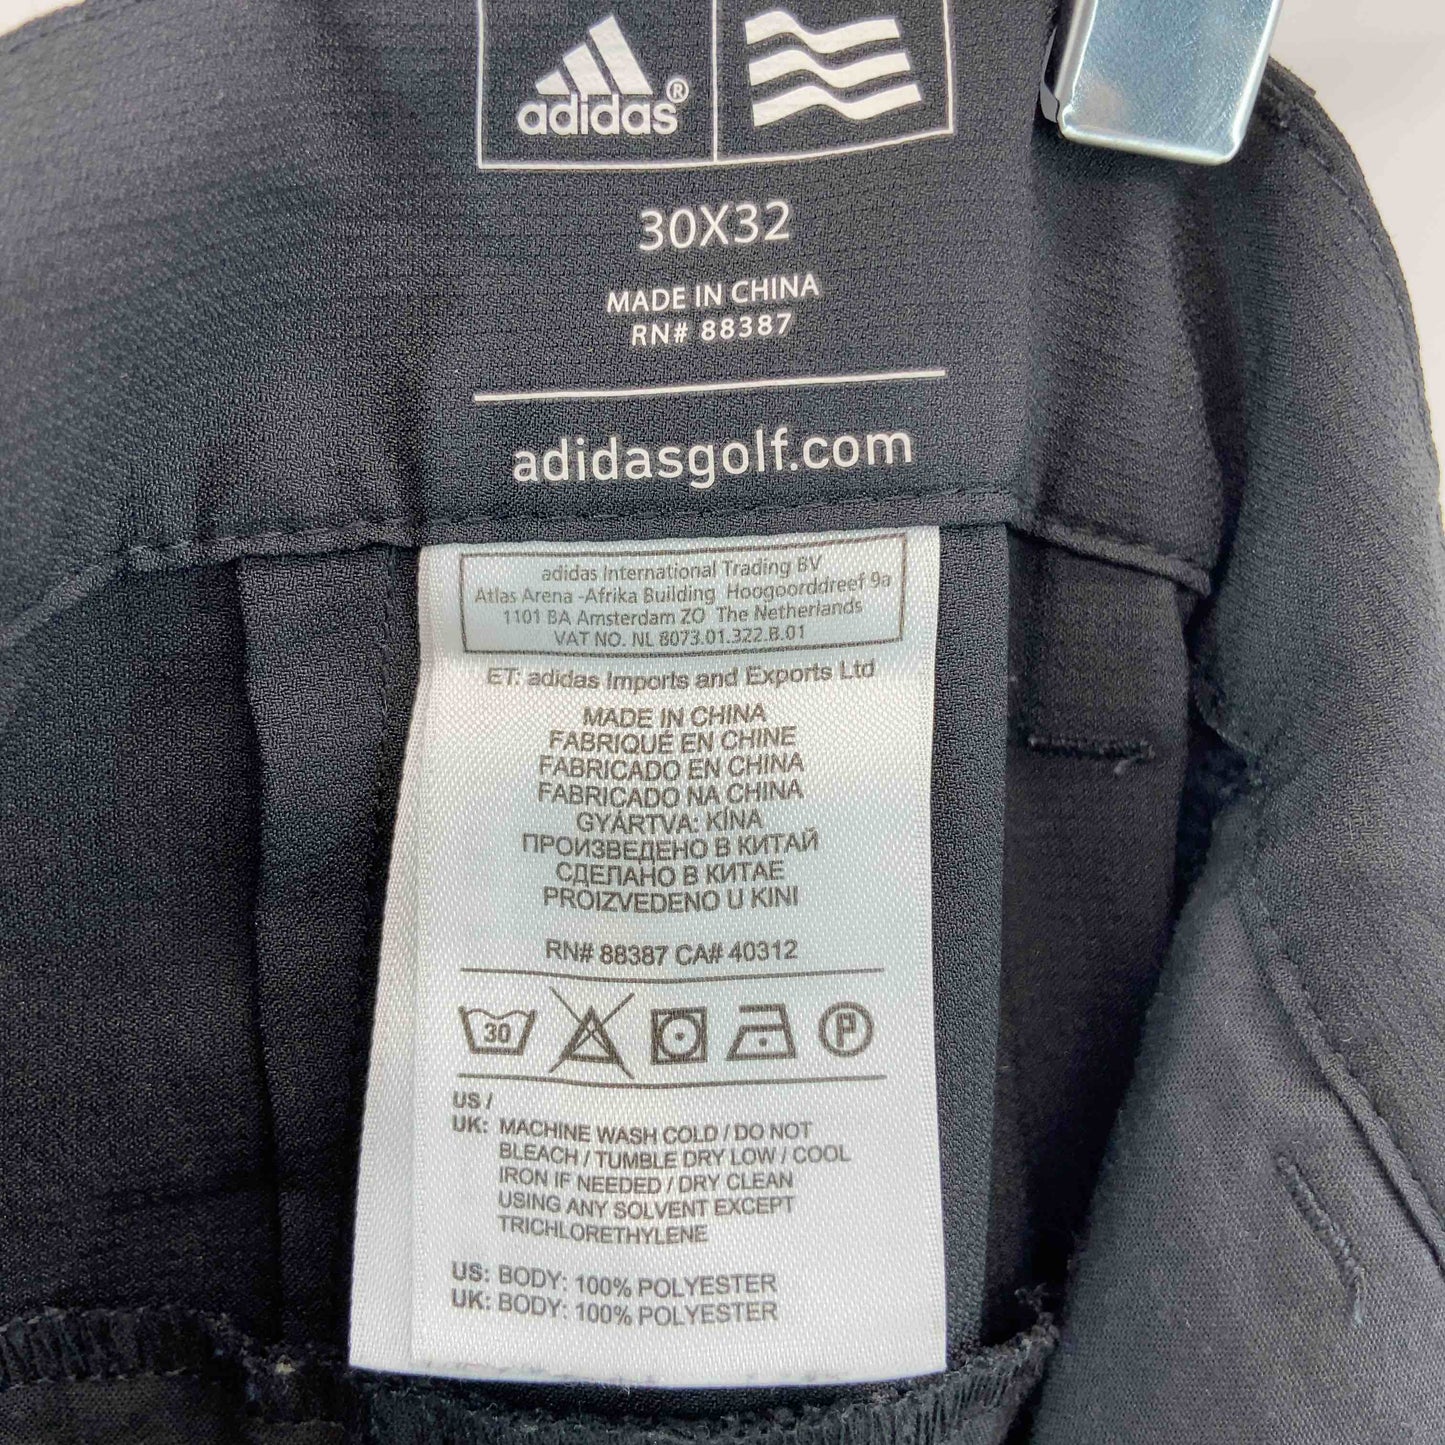 adidas®
30X32
MADE IN CHINA
RN# 88387
adidasgolf.com
adidas International Trading BV
Atlas Arena -Afrika Building Hoogoorddreef 9a
1101 BA Amsterdam ZO The Netherlands
VAT NO. NL 8073.01.322.B.01
ET: adidas Imports and Exports Ltd
MADE IN CHINA
FABRIQUÉ EN CHINE
FABRICADO EN CHINA
FABRICADO NA CHINA
GYÁRTVA: KÍNA
ПРОИЗВЕДЕНО В КИТАЙ
СДЕЛАНО В КИТАЕ
PROIZVEDENO U KINI
RN# 88387 CA# 40312
30 P
US /
UK: MACHINE WASH COLD / DO NOT
BLEACH / TUMBLE DRY LOW / COOL
IRON IF NEEDED / DRY CLEAN
USING ANY SOLVENT EXCEPT
TRICHLORETHYLENE
US: BODY: 100% POLYESTER
UK: BODY: 100% POLYESTER